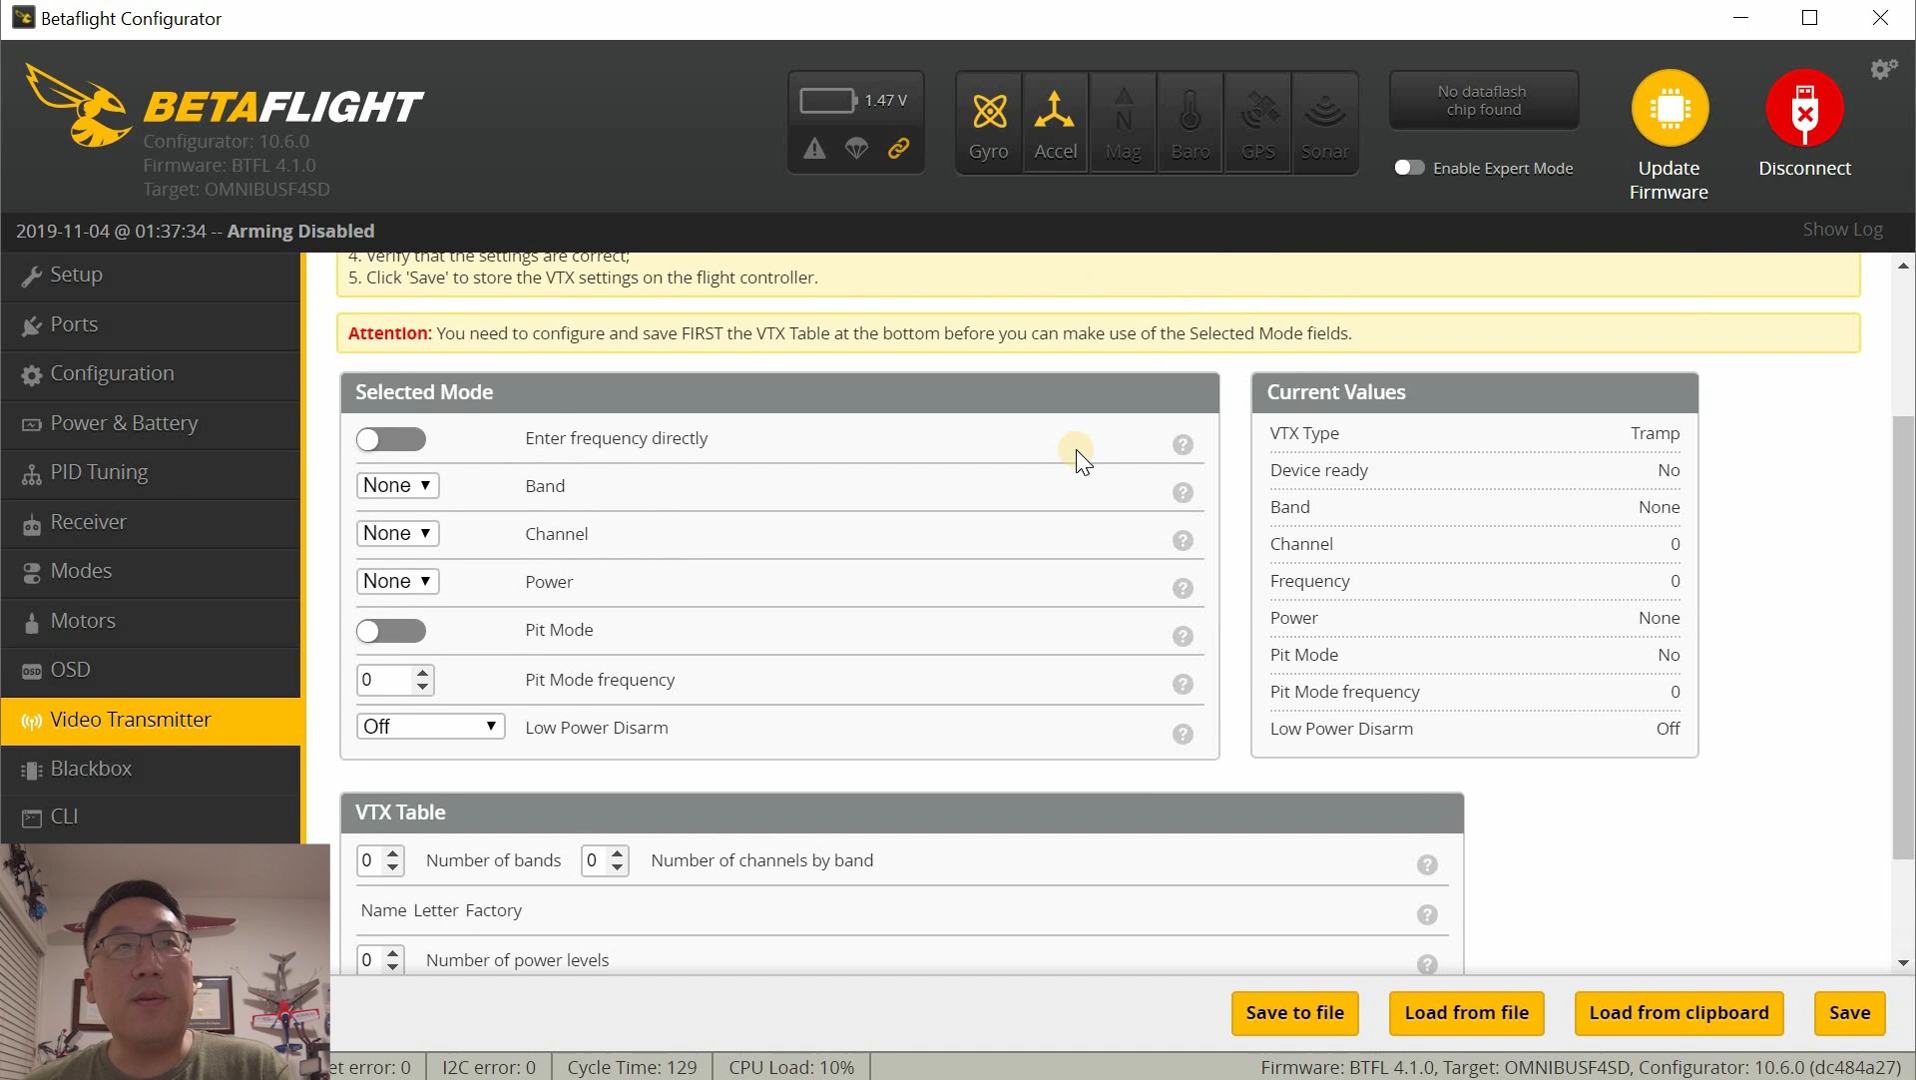 Betaflight Configurator
BETAFLIGHT
Configurator: 10.6.0
Firmware: BTFL 4.1.0
Target: OMNIBUSF4SD
1.47 V
Gyro
Accel
Mag
Baro
GPS
Sonar
No dataflash
chip found
Enable Expert Mode
Update
Firmware
Disconnect
2019-11-04 @ 01:37:34 -- Arming Disabled
Show Log
Setup
Ports
Configuration
Power & Battery
PID Tuning
Receiver
Modes
Motors
OSD
OSD
Video Transmitter
Blackbox
CLI
4. Verify that the settings are correct;
5. Click 'Save' to store the VTX settings on the flight controller.
Attention: You need to configure and save FIRST the VTX Table at the bottom before you can make use of the Selected Mode fields.
Selected Mode
Enter frequency directly ?
None Band ?
None Channel ?
None Power ?
Pit Mode ?
0 Pit Mode frequency ?
Off Low Power Disarm ?
Current Values
VTX Type Tramp
Device ready No
Band None
Channel 0
Frequency 0
Power None
Pit Mode No
Pit Mode frequency 0
Low Power Disarm Off
VTX Table
0 Number of bands 0 Number of channels by band ?
Name Letter Factory ?
0 Number of power levels ?
Save to file
Load from file
Load from clipboard
Save
et error: 0
I2C error: 0
Cycle Time: 129
CPU Load: 10%
Firmware: BTFL 4.1.0, Target: OMNIBUSF4SD, Configurator: 10.6.0 (dc484a27)